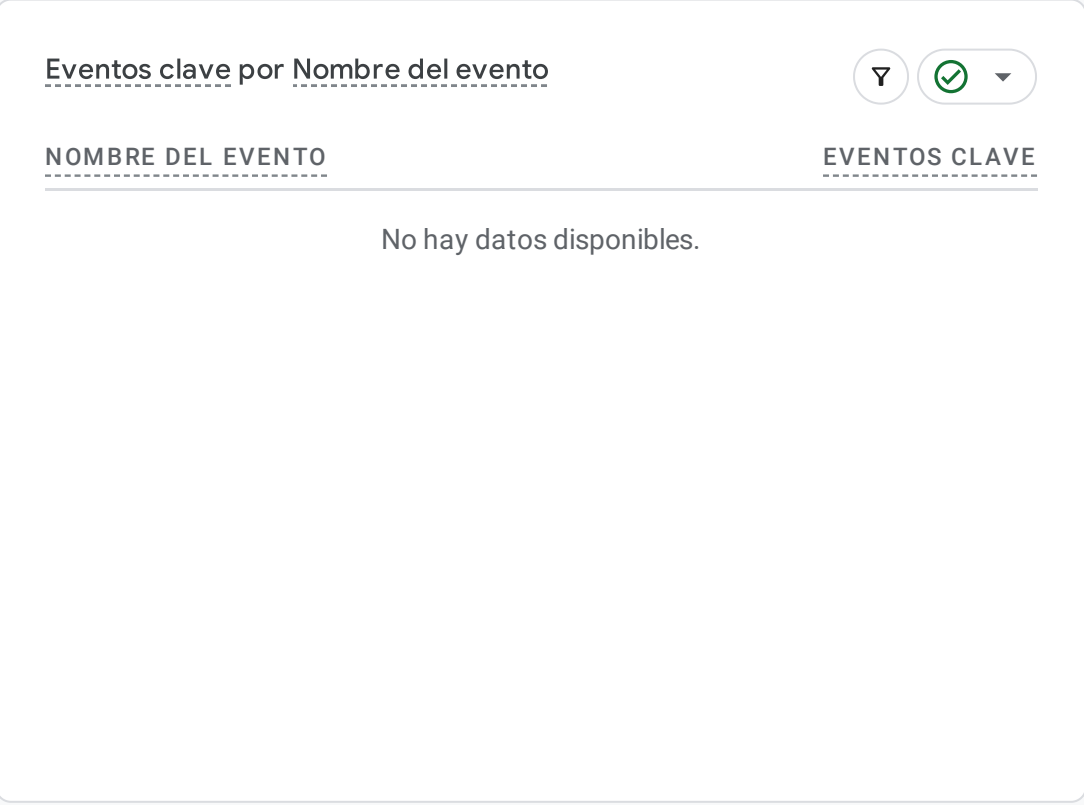 Eventos clave por Nombre del evento
NOMBRE DEL EVENTO EVENTOS CLAVE
No hay datos disponibles.